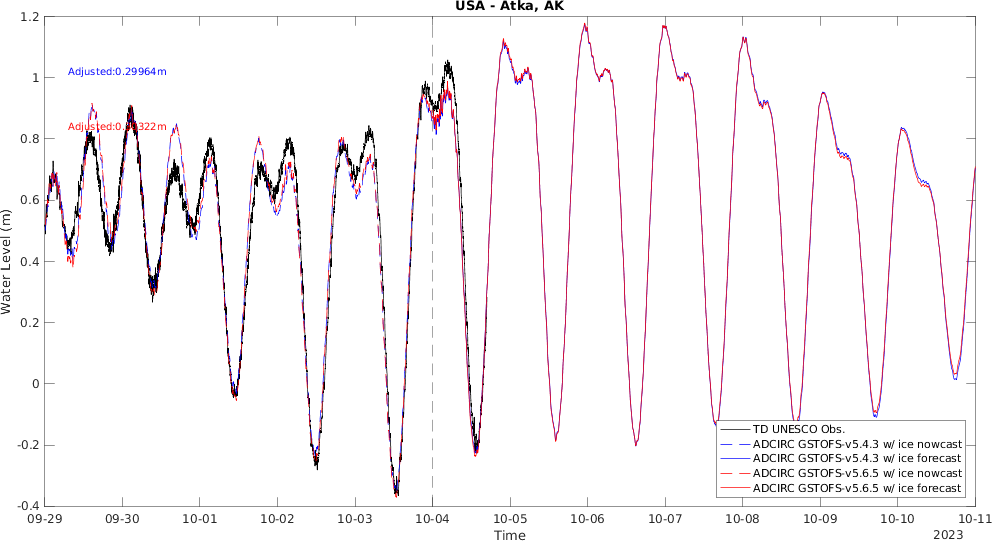 USA - Atka, AK
1.2
1
0.8
0.6
0.4
0.2
0
-0.2
-0.4
Water Level (m)
Adjusted:0.29964m
TD UNESCO Obs.
ADCIRC GSTOFS-v5.4.3 w/ ice nowcast
ADCIRC GSTOFS-v5.4.3 w/ ice forecast
ADCIRC GSTOFS-v5.6.5 w/ ice nowcast
ADCIRC GSTOFS-v5.6.5 w/ ice forecast
09-29 09-30 10-01 10-02 10-03 10-04 10-05 10-06 10-07 10-08 10-09 10-10 10-11
Time
2023